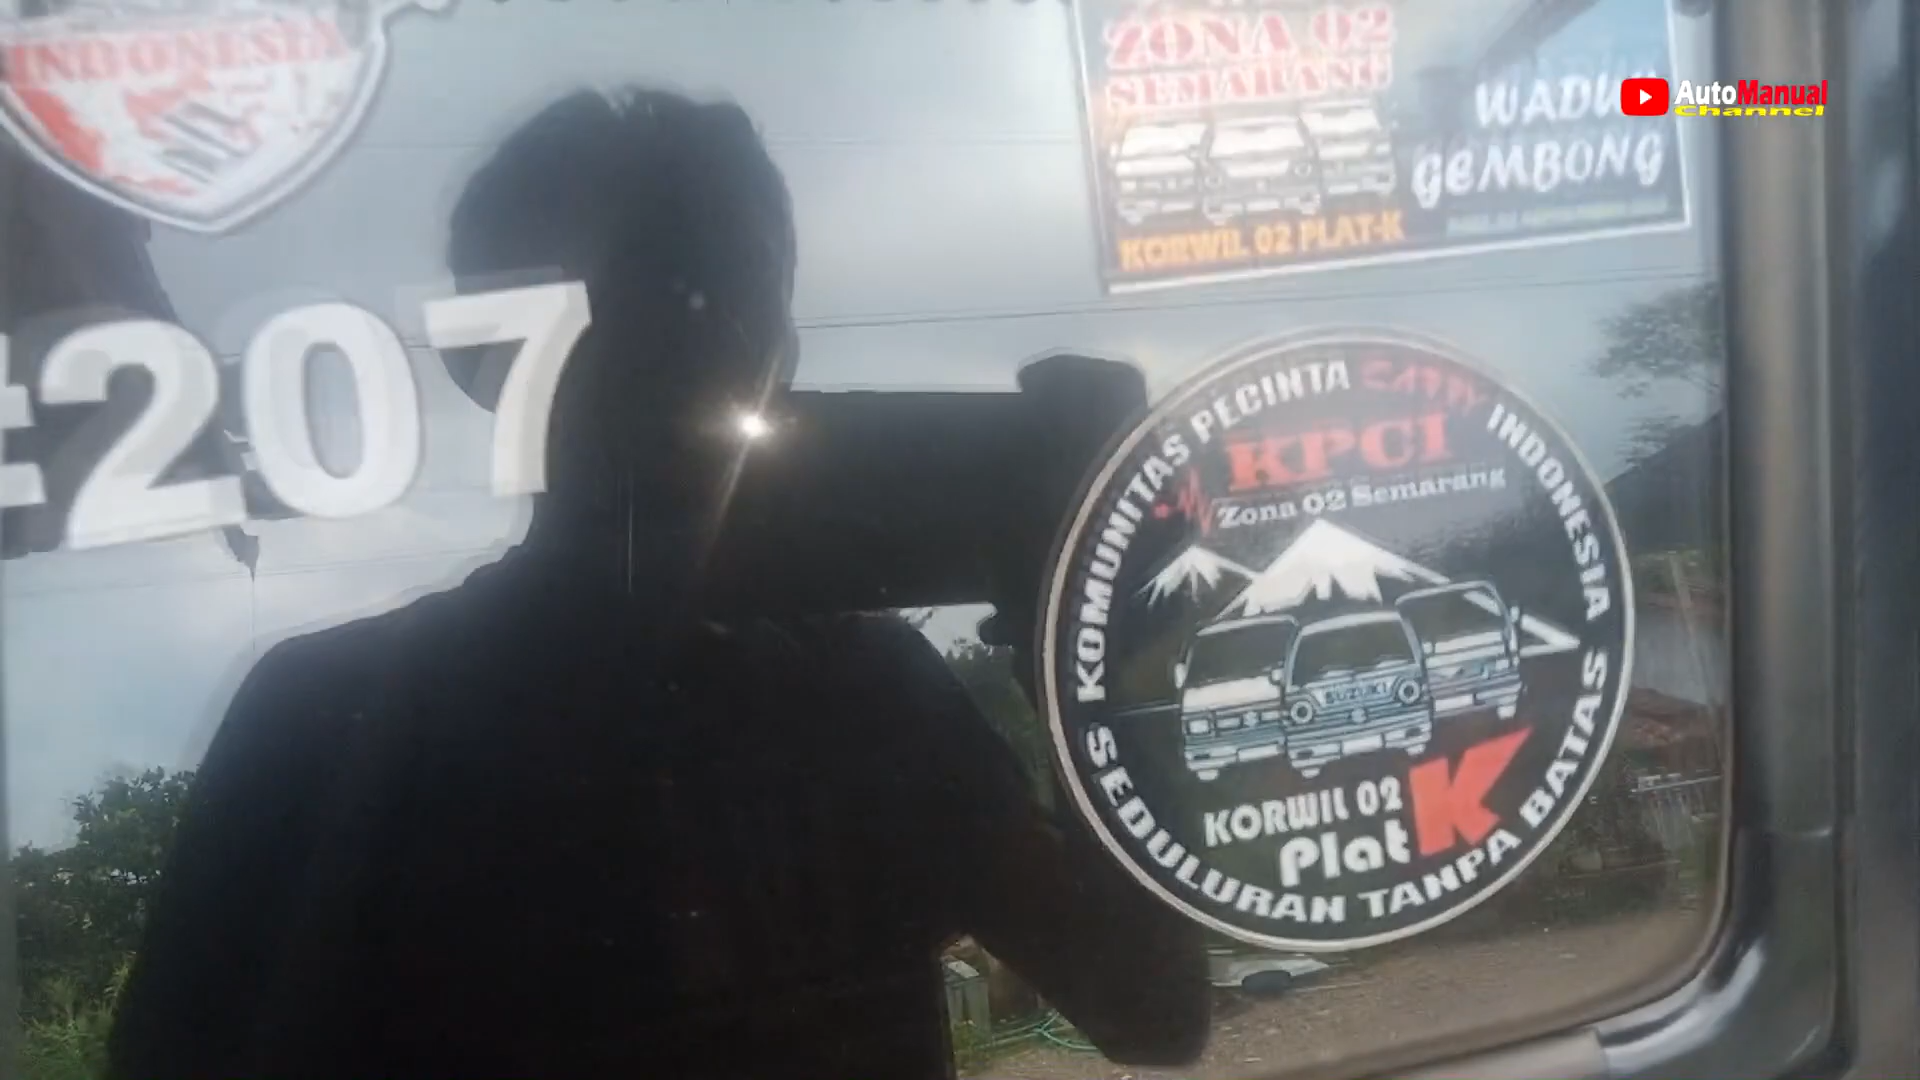 INDONESIA
ZONA 02
SEMARANG
GEMBONG
KORWIL 02 PLAT-K
AutoManual
Channel
#207
KOMUNITAS PECINTA CARRY INDONESIA
KPCI
Zona 02 Semarang
SUZUKI
KORWIL 02
Plat K
SEDULURAN TANPA BATAS